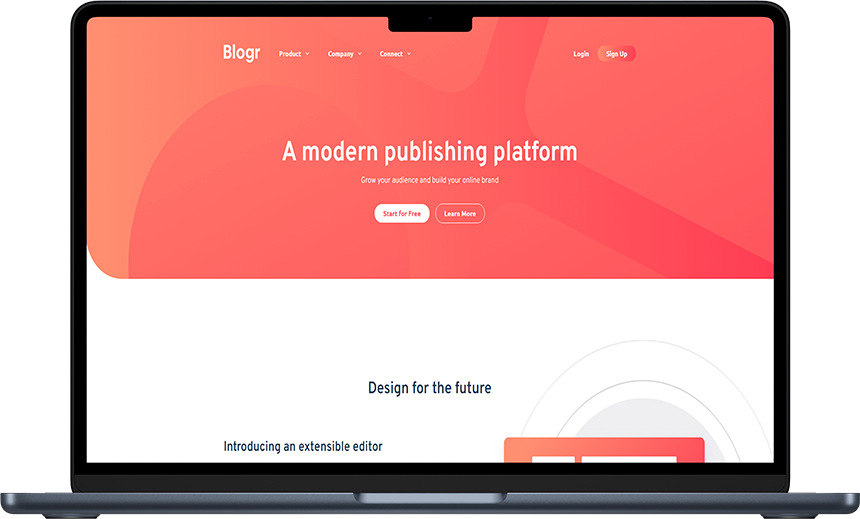 Blogr Product Company Connect Login Sign Up
A modern publishing platform
Grow your audience and build your online brand
Start for Free Learn More
Design for the future
Introducing an extensible editor